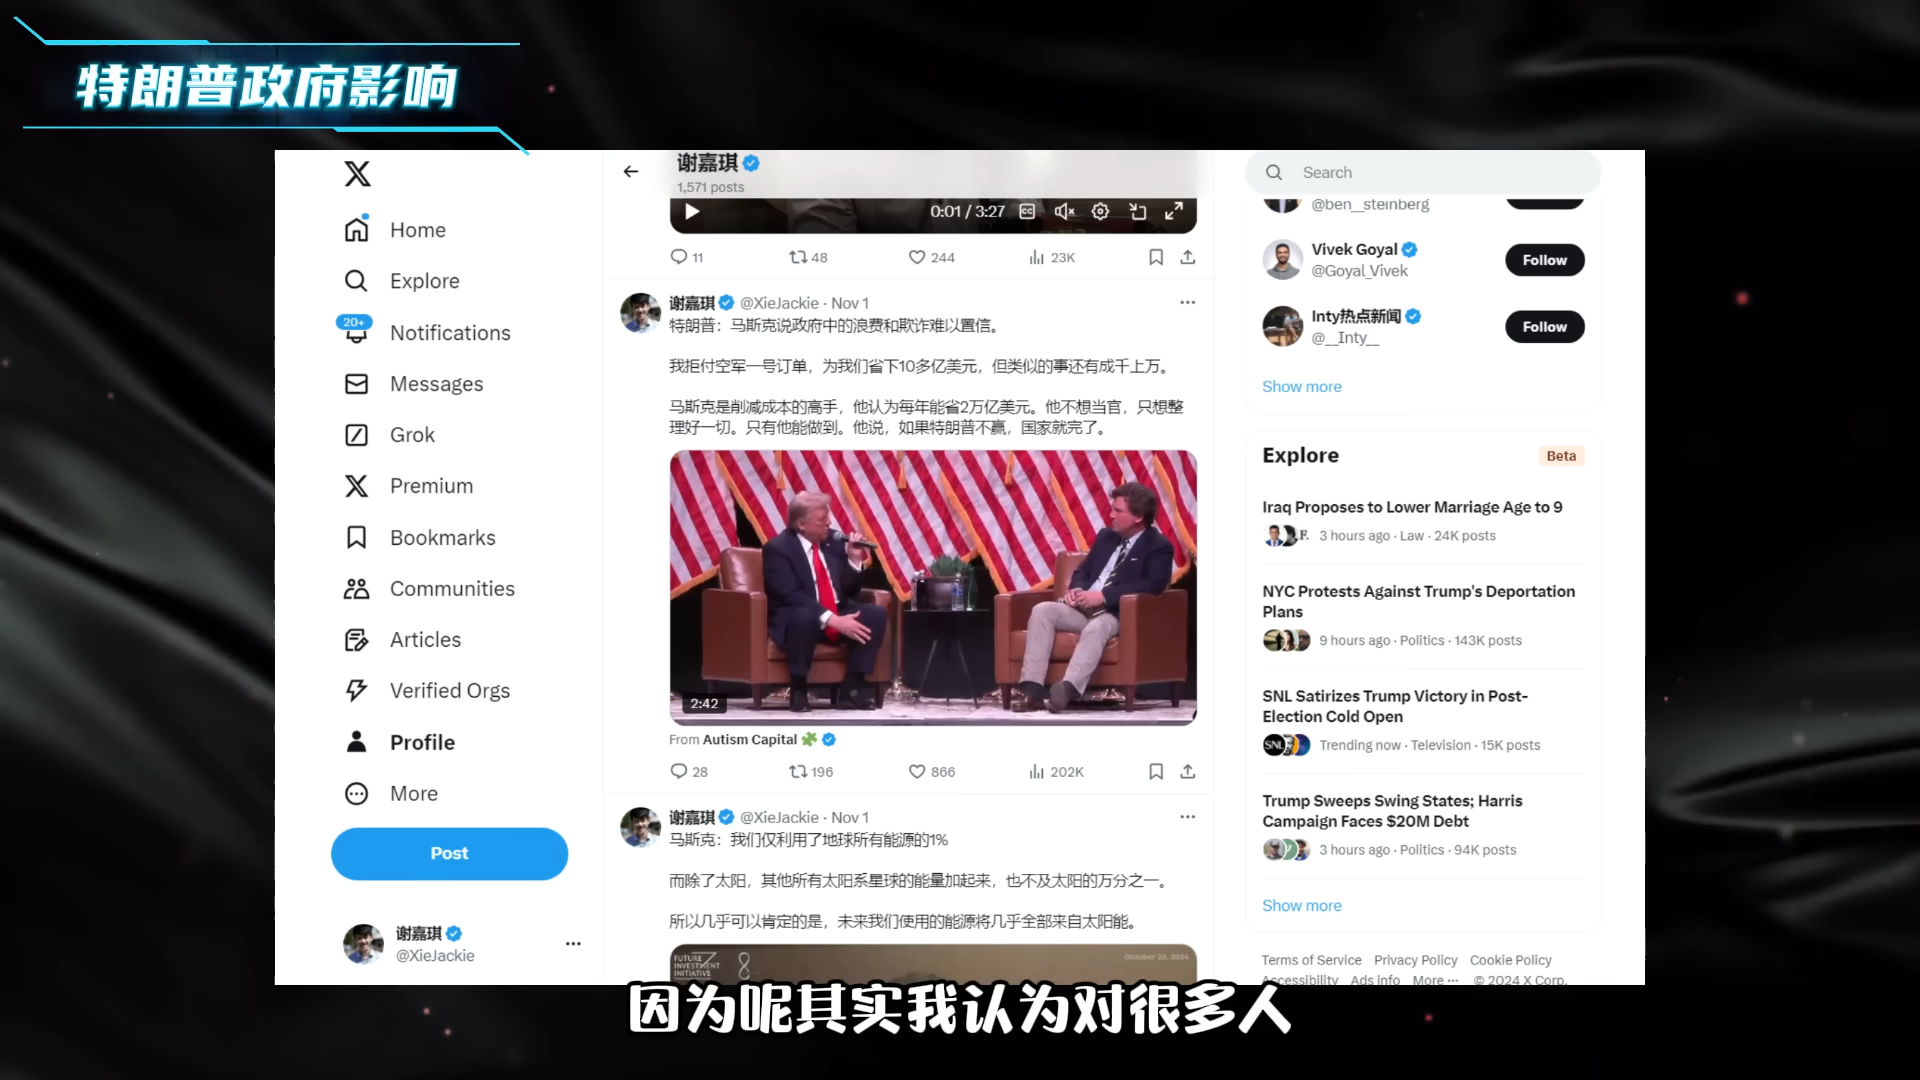 特朗普政府影响
Home
Explore
20+
Notifications
Messages
Grok
Premium
Bookmarks
Communities
Articles
Verified Orgs
Profile
More
Post
谢嘉琪
@XieJackie
谢嘉琪
1,571 posts
0:01 / 3:27
11 48 244 23K
谢嘉琪 @XieJackie · Nov 1
特朗普：马斯克说政府中的浪费和欺诈难以置信。
我拒付空军一号订单，为我们省下10多亿美元，但类似的事还有成千上万。
马斯克是削减成本的高手，他认为每年能省2万亿美元。他不想当官，只想整
理好一切。只有他能做到。他说，如果特朗普不赢，国家就完了。
2:42
From Autism Capital
28 196 866 202K
谢嘉琪 @XieJackie · Nov 1
马斯克：我们仅利用了地球所有能源的1%
而除了太阳，其他所有太阳系星球的能量加起来，也不及太阳的万分之一。
所以几乎可以肯定的是，未来我们使用的能源将几乎全部来自太阳能。
FUTURE
INVESTMENT
INITIATIVE
October 29, 2024
Search
@ben__steinberg
Vivek Goyal
@Goyal_Vivek
Follow
Inty热点新闻
@__Inty__
Follow
Show more
Explore
Beta
Iraq Proposes to Lower Marriage Age to 9
3 hours ago · Law · 24K posts
NYC Protests Against Trump's Deportation
Plans
9 hours ago · Politics · 143K posts
SNL Satirizes Trump Victory in Post-
Election Cold Open
SNL
Trending now · Television · 15K posts
Trump Sweeps Swing States; Harris
Campaign Faces $20M Debt
3 hours ago · Politics · 94K posts
Show more
Terms of Service Privacy Policy Cookie Policy
Accessibility Ads info More ··· © 2024 X Corp.
因为呢其实我认为对很多人